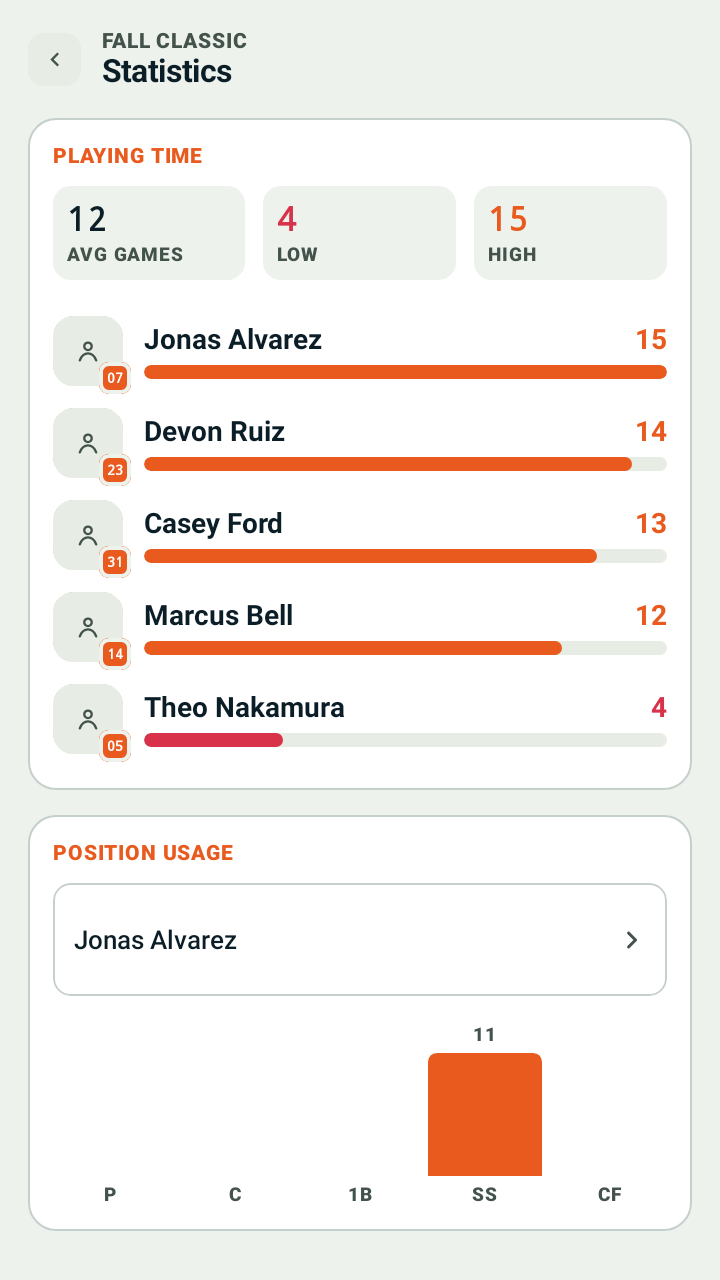 FALL CLASSIC
Statistics
PLAYING TIME
12
AVG GAMES
4
LOW
15
HIGH
Jonas Alvarez 15
07
Devon Ruiz 14
23
Casey Ford 13
31
Marcus Bell 12
14
Theo Nakamura 4
05
POSITION USAGE
Jonas Alvarez
11
P C 1B SS CF